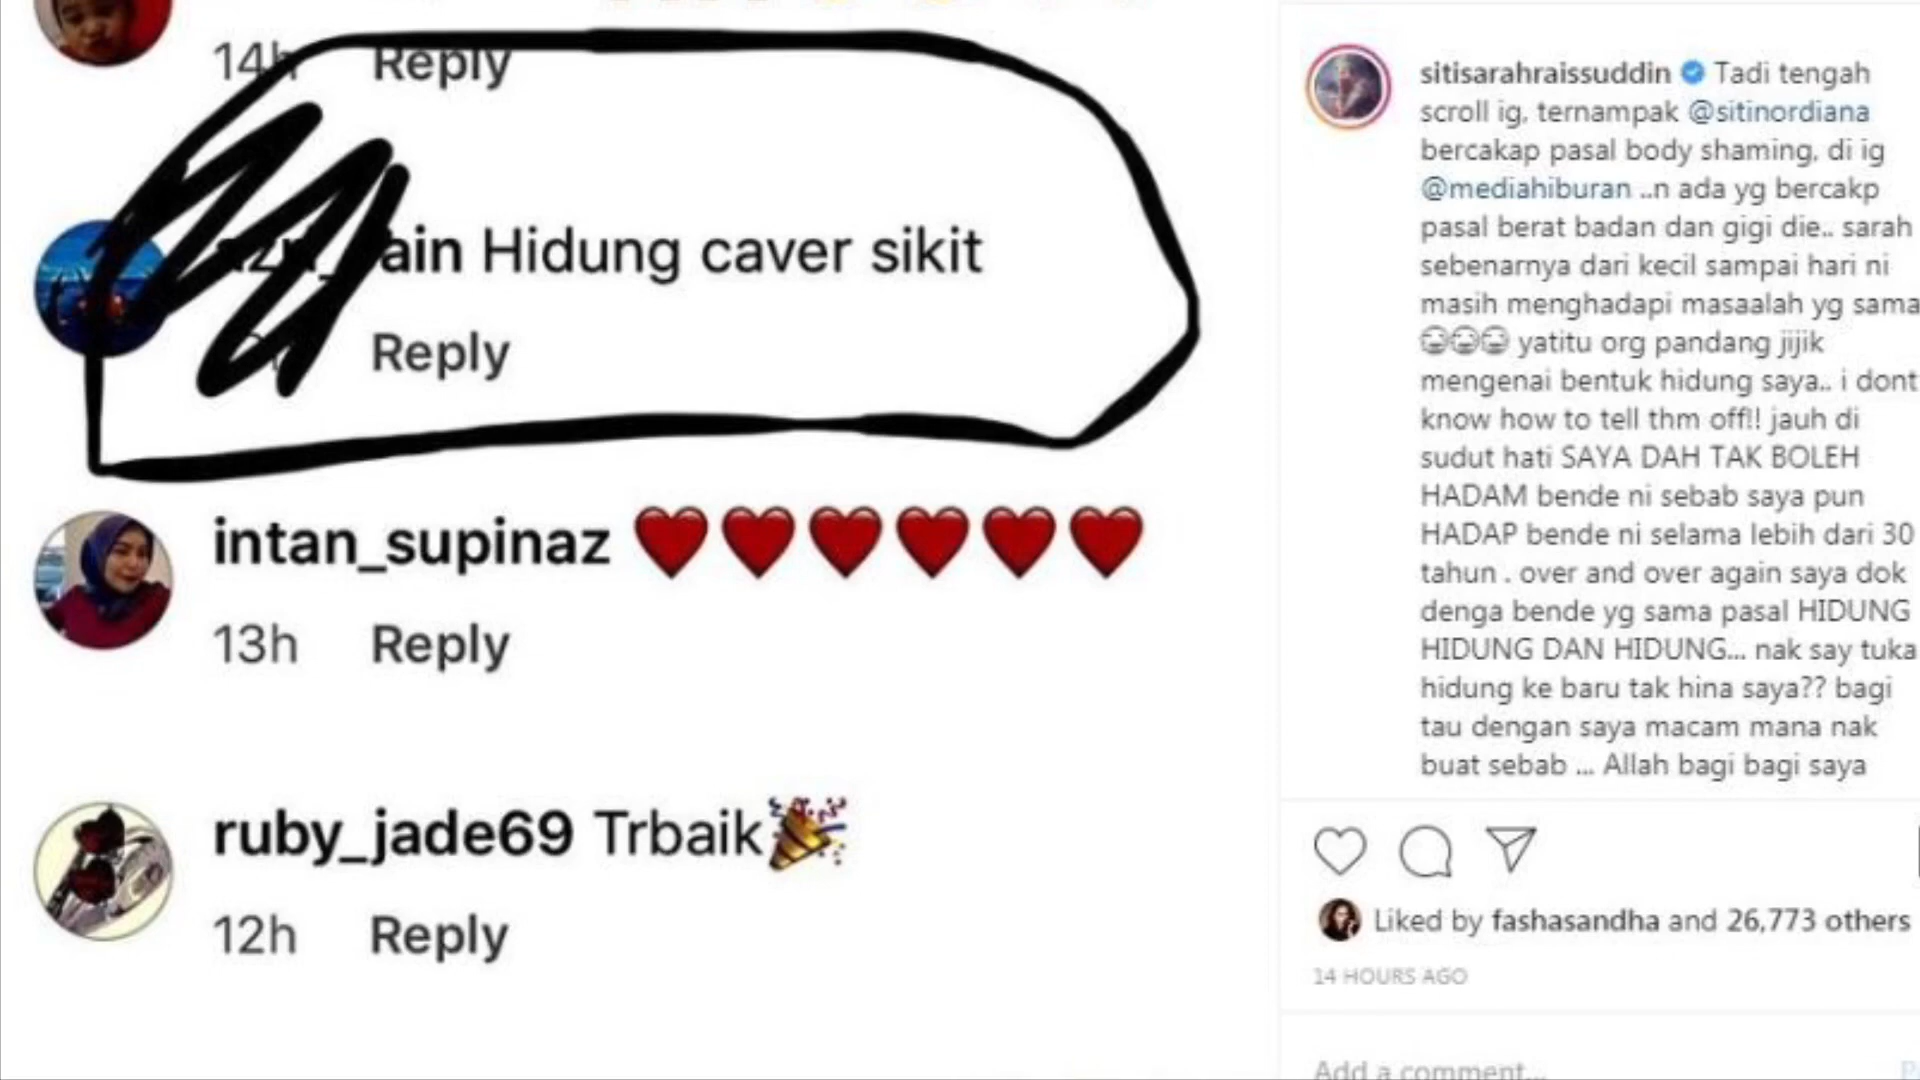 14h Reply
ain Hidung caver sikit
Reply
intan_supinaz ❤️❤️❤️❤️❤️❤️
13h Reply
ruby_jade69 Trbaik🎉
12h Reply
sitisarahraissuddin Tadi tengah
scroll ig, ternampak @sitinordiana
bercakap pasal body shaming, di ig
@mediahiburan ..n ada yg bercakp
pasal berat badan dan gigi die.. sarah
sebenarnya dari kecil sampai hari ni
masih menghadapi masaalah yg sama
yatitu org pandang jijik
mengenai bentuk hidung saya.. i dont
know how to tell thm off!! jauh di
sudut hati SAYA DAH TAK BOLEH
HADAM bende ni sebab saya pun
HADAP bende ni selama lebih dari 30
tahun . over and over again saya dok
denga bende yg sama pasal HIDUNG
HIDUNG DAN HIDUNG... nak say tuka
hidung ke baru tak hina saya?? bagi
tau dengan saya macam mana nak
buat sebab ... Allah bagi bagi saya
Liked by fashasandha and 26,773 others
14 HOURS AGO
Add a comment...